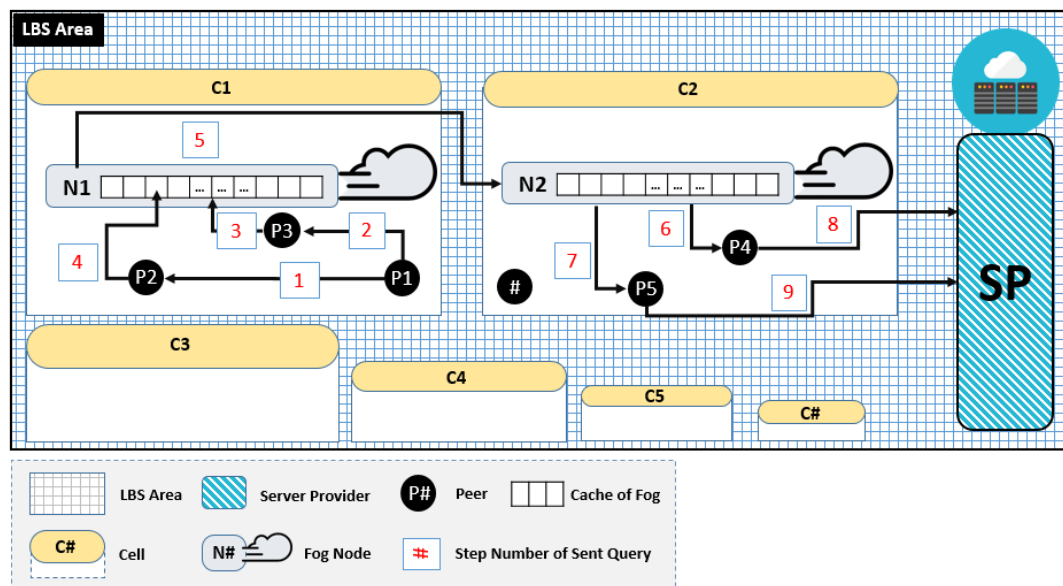 LBS Area
C1
C2
5
N1 ... ... ...
N2 ... ... ...
3
P3
2
6
P4
8
4
P2
1
P1
7
P5
9
#
SP
C3
C4
C5
C#
LBS Area
Server Provider
P# Peer
Cache of Fog
C# Cell
N# Fog Node
# Step Number of Sent Query